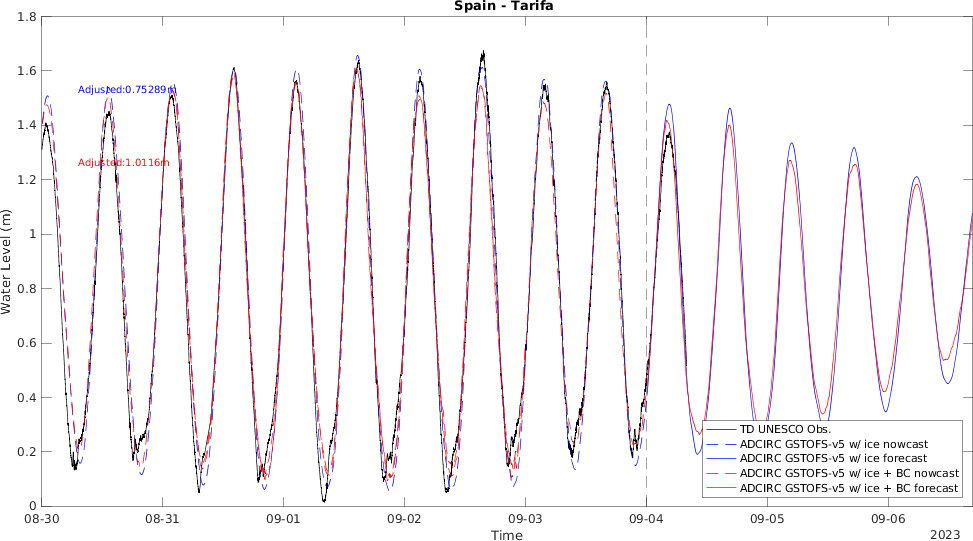 Spain - Tarifa
1.8
1.6
1.4
1.2
1
0.8
0.6
0.4
0.2
0
Water Level (m)
Adjusted:0.75289m
Adjusted:1.0116m
TD UNESCO Obs.
ADCIRC GSTOFS-v5 w/ ice nowcast
ADCIRC GSTOFS-v5 w/ ice forecast
ADCIRC GSTOFS-v5 w/ ice + BC nowcast
ADCIRC GSTOFS-v5 w/ ice + BC forecast
08-30 08-31 09-01 09-02 09-03 09-04 09-05 09-06
Time
2023